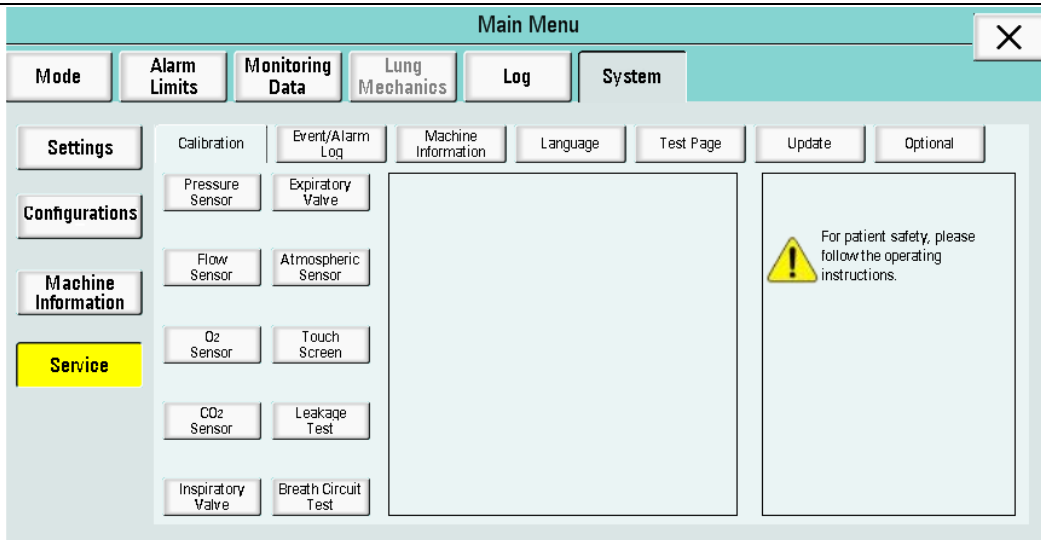 Main Menu
Mode
Alarm
Limits
Monitoring
Data
Lung
Mechanics
Log
System
Settings
Configurations
Machine
Information
Service
Calibration
Event/Alarm
Log
Machine
Information
Language
Test Page
Update
Optional
Pressure
Sensor
Expiratory
Valve
Flow
Sensor
Atmospheric
Sensor
O2
Sensor
Touch
Screen
CO2
Sensor
Leakage
Test
Inspiratory
Valve
Breath Circuit
Test
For patient safety, please
follow the operating
instructions.